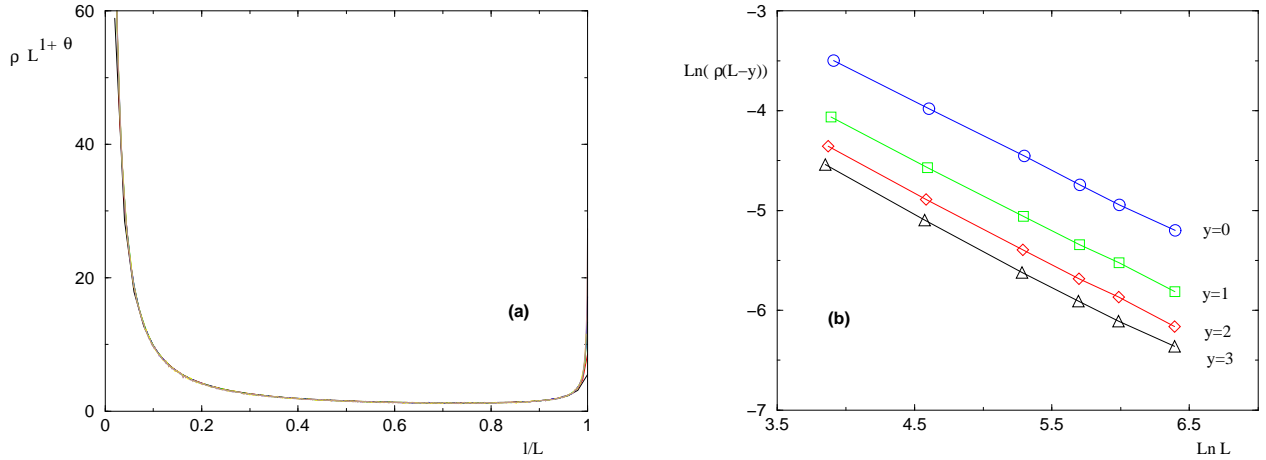 ρ L^{1+ θ}
60
40
20
0
0
0.2
0.4
0.6
0.8
1
l/L
(a)
Ln( ρ(L−y))
−3
−4
−5
−6
−7
3.5
4.5
5.5
6.5
Ln L
y=0
y=1
y=2
y=3
(b)